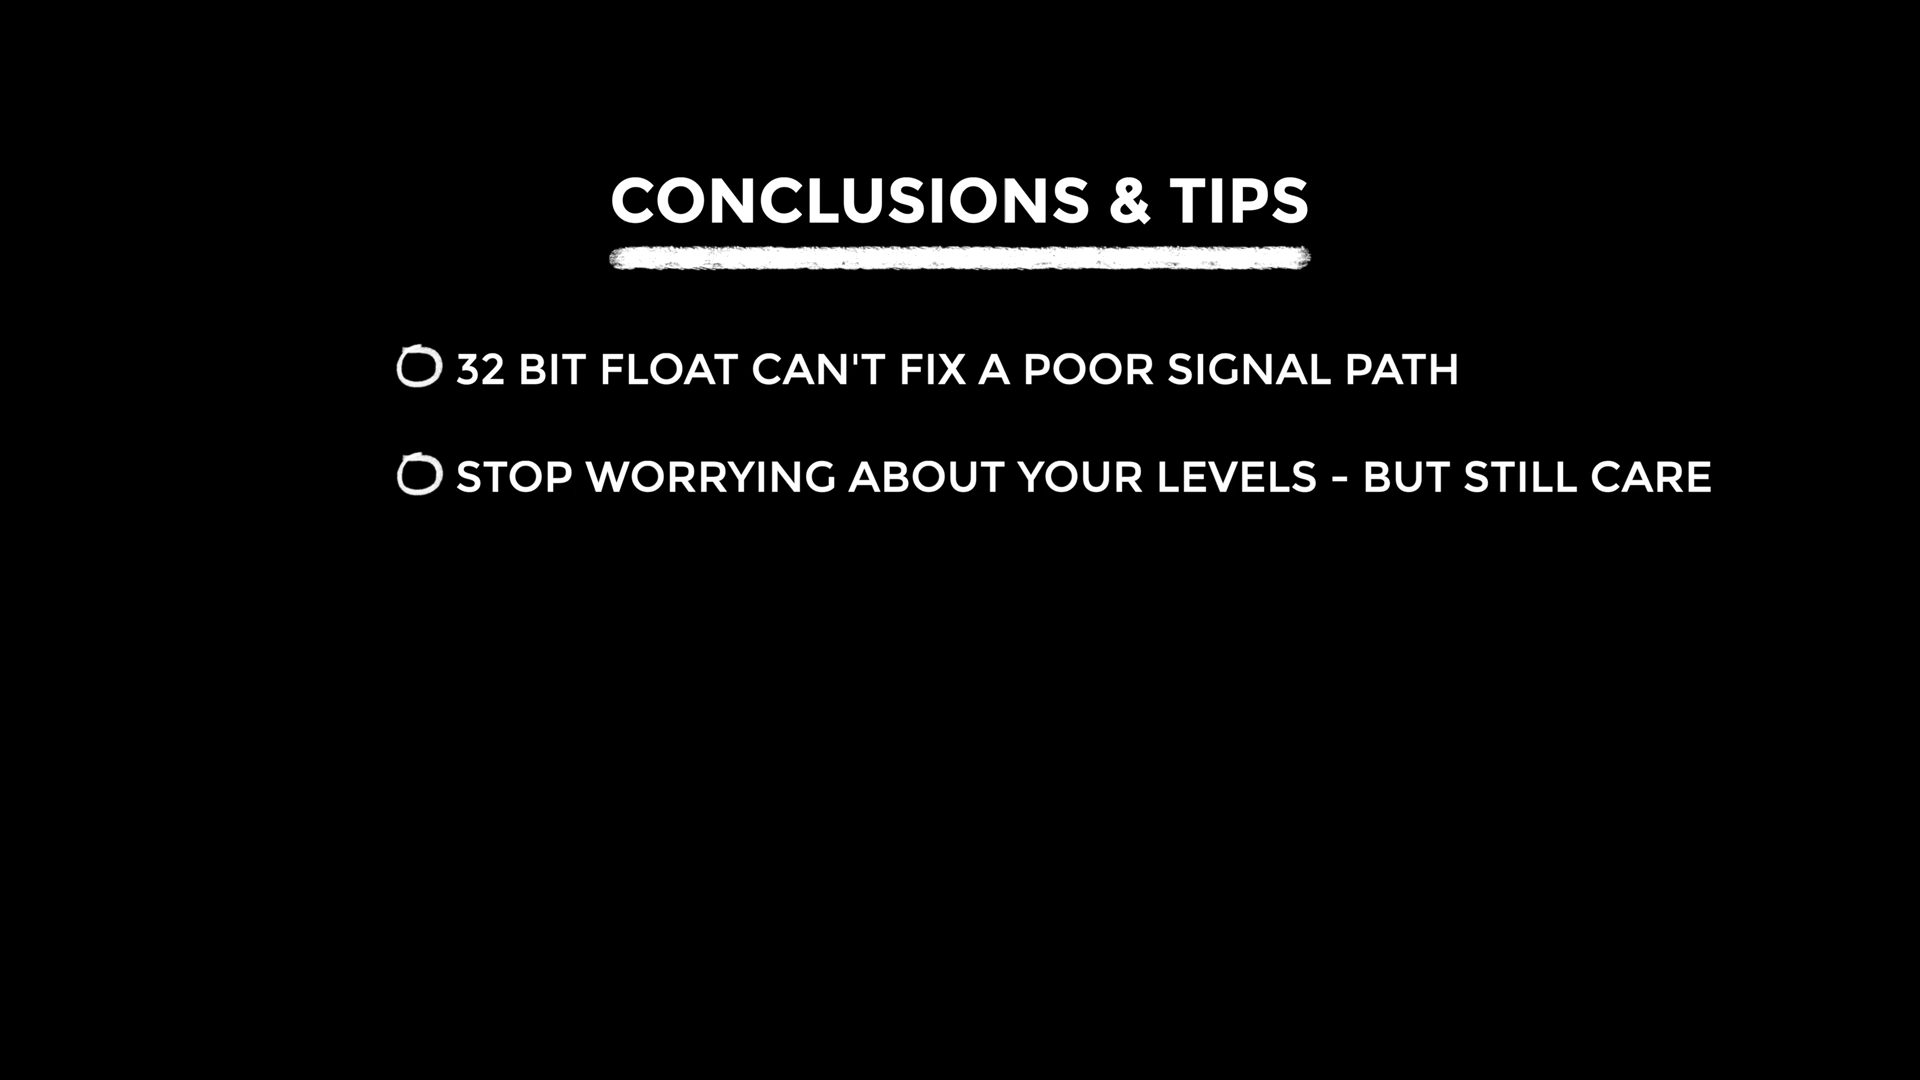 CONCLUSIONS & TIPS
32 BIT FLOAT CAN'T FIX A POOR SIGNAL PATH
STOP WORRYING ABOUT YOUR LEVELS - BUT STILL CARE